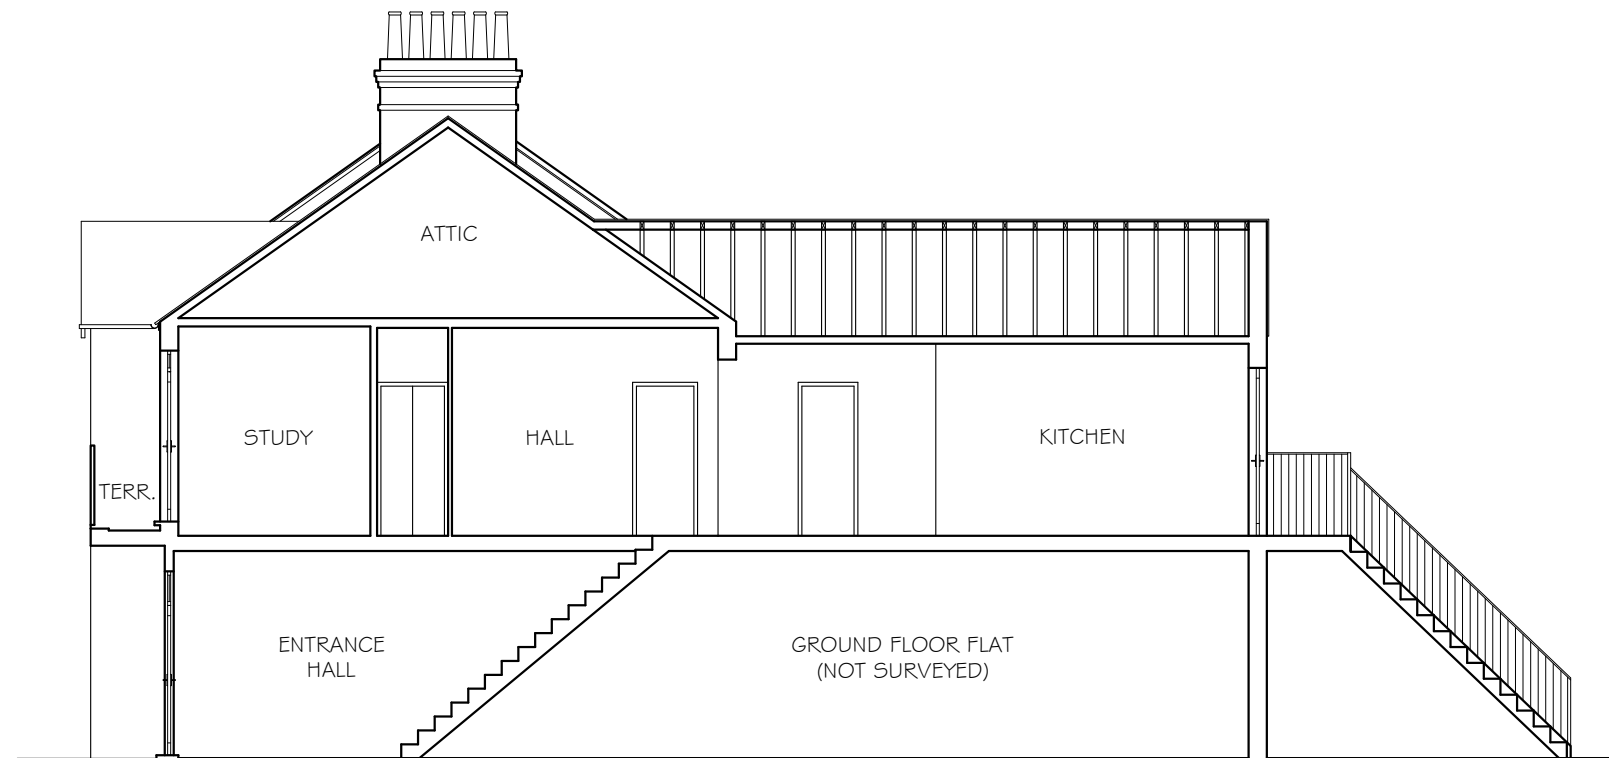 ATTIC
STUDY
HALL
KITCHEN
TERR.
ENTRANCE
HALL
GROUND FLOOR FLAT
(NOT SURVEYED)